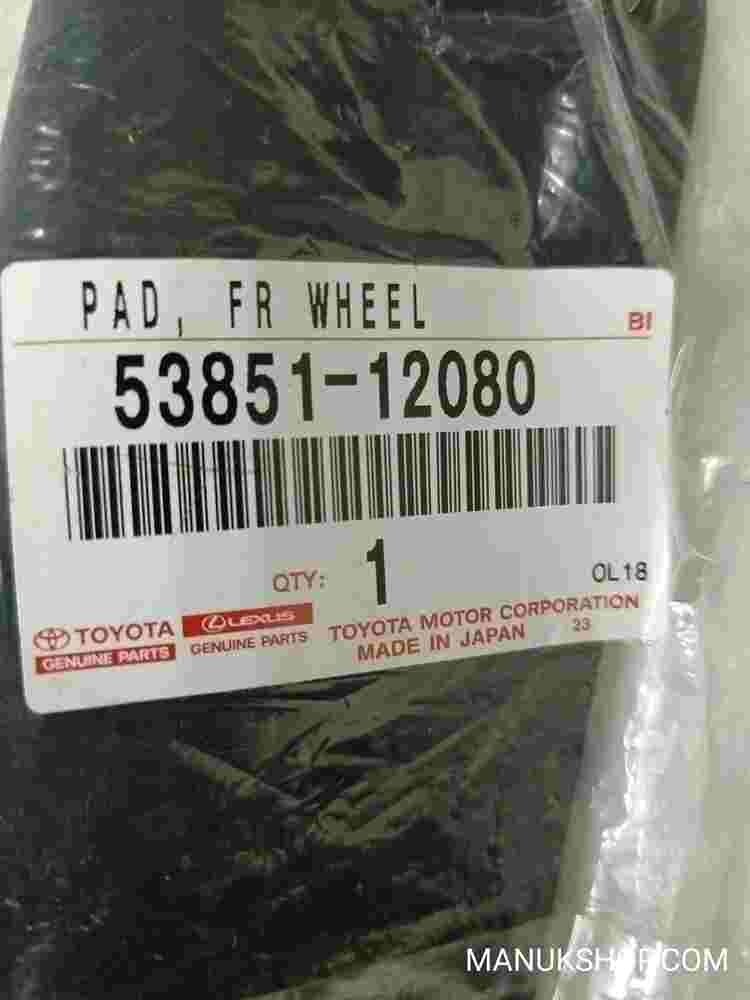 PAD, FR WHEEL
BI
53851-12080
QTY: 1
OL18
TOYOTA
GENUINE PARTS
LEXUS
GENUINE PARTS
TOYOTA MOTOR CORPORATION
MADE IN JAPAN 23
MANUKSHOP.COM